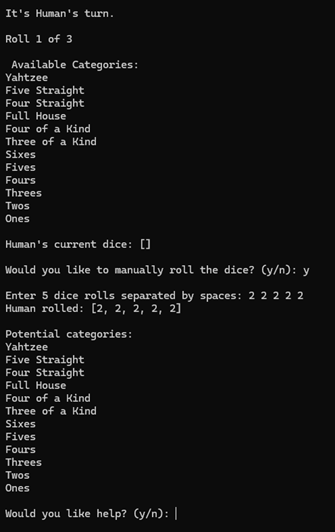 It's Human's turn.
Roll 1 of 3
Available Categories:
Yahtzee
Five Straight
Four Straight
Full House
Four of a Kind
Three of a Kind
Sixes
Fives
Fours
Threes
Twos
Ones
Human's current dice: []
Would you like to manually roll the dice? (y/n): y
Enter 5 dice rolls separated by spaces: 2 2 2 2 2
Human rolled: [2, 2, 2, 2, 2]
Potential categories:
Yahtzee
Five Straight
Four Straight
Full House
Four of a Kind
Three of a Kind
Sixes
Fives
Fours
Threes
Twos
Ones
Would you like help? (y/n):